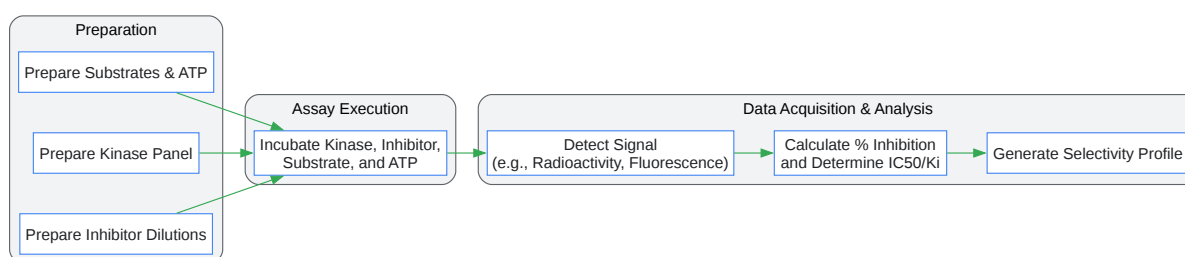 Preparation
Prepare Substrates & ATP
Prepare Kinase Panel
Prepare Inhibitor Dilutions
Assay Execution
Incubate Kinase, Inhibitor,
Substrate, and ATP
Data Acquisition & Analysis
Detect Signal
(e.g., Radioactivity, Fluorescence)
Calculate % Inhibition
and Determine IC50/Ki
Generate Selectivity Profile